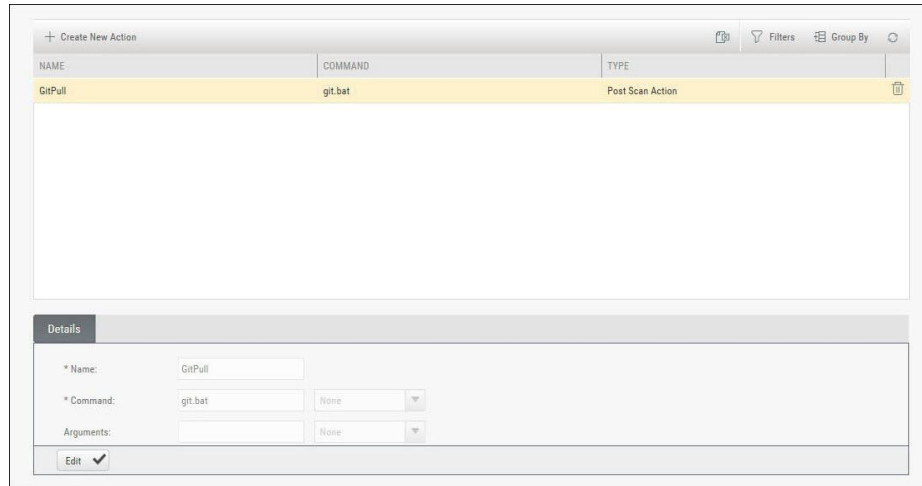 Create New Action Filters Group By
NAME COMMAND TYPE
GitPull git.bat Post Scan Action
Details
* Name: GitPull
* Command: git.bat None
Arguments: None
Edit